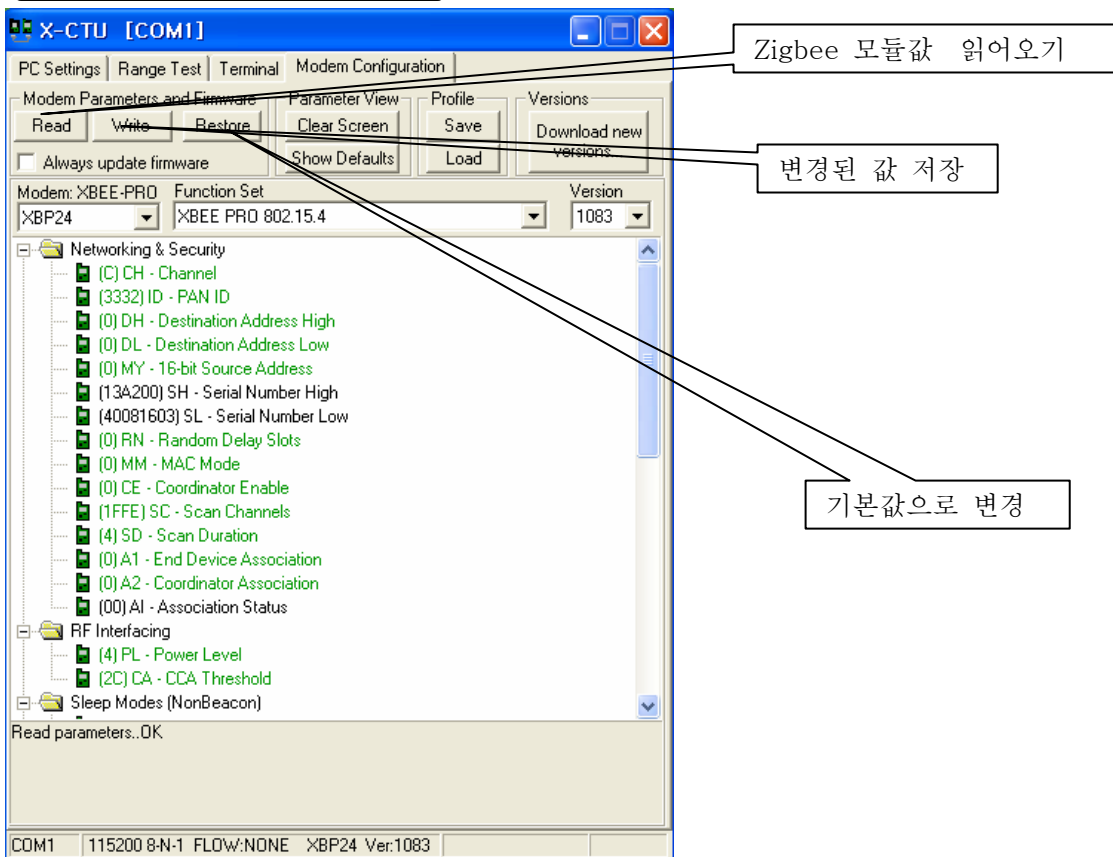 X-CTU [COM1]
PC Settings Range Test Terminal Modem Configuration
Modem Parameters and Firmware Parameter View Profile Versions
Read Write Restore Clear Screen Save Download new versions...
Always update firmware Show Defaults Load
Modem: XBEE-PRO Function Set Version
XBP24 XBEE PRO 802.15.4 1083
Networking & Security
(C) CH - Channel
(3332) ID - PAN ID
(0) DH - Destination Address High
(0) DL - Destination Address Low
(0) MY - 16-bit Source Address
(13A200) SH - Serial Number High
(40081603) SL - Serial Number Low
(0) RN - Random Delay Slots
(0) MM - MAC Mode
(0) CE - Coordinator Enable
(1FFE) SC - Scan Channels
(4) SD - Scan Duration
(0) A1 - End Device Association
(0) A2 - Coordinator Association
(00) AI - Association Status
RF Interfacing
(4) PL - Power Level
(2C) CA - CCA Threshold
Sleep Modes (NonBeacon)
Read parameters..OK
COM1 115200 8-N-1 FLOW:NONE XBP24 Ver:1083
Zigbee 모듈값 읽어오기
변경된 값 저장
기본값으로 변경